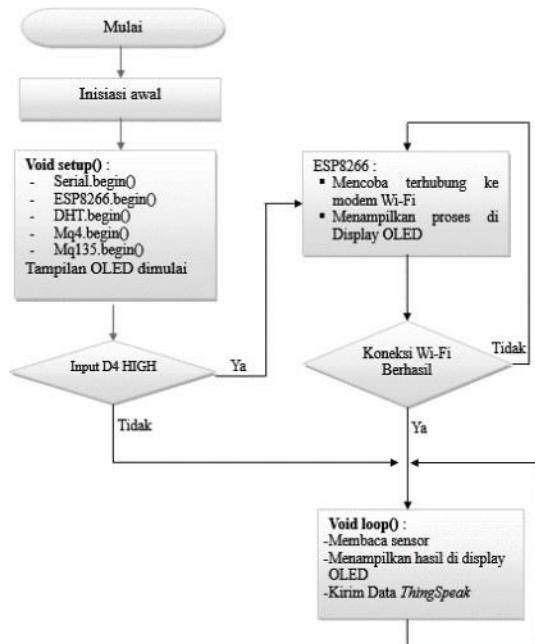 Mulai
Inisiasi awal
Void setup() :
- Serial.begin()
- ESP8266.begin()
- DHT.begin()
- Mq4.begin()
- Mq135.begin()
Tampilan OLED dimulai
Input D4 HIGH
Ya
Tidak
ESP8266 :
▪ Mencoba terhubung ke
modem Wi-Fi
▪ Menampilkan proses di
Display OLED
Koneksi Wi-Fi
Berhasil
Tidak
Ya
Void loop() :
-Membaca sensor
-Menampilkan hasil di display
OLED
-Kirim Data ThingSpeak